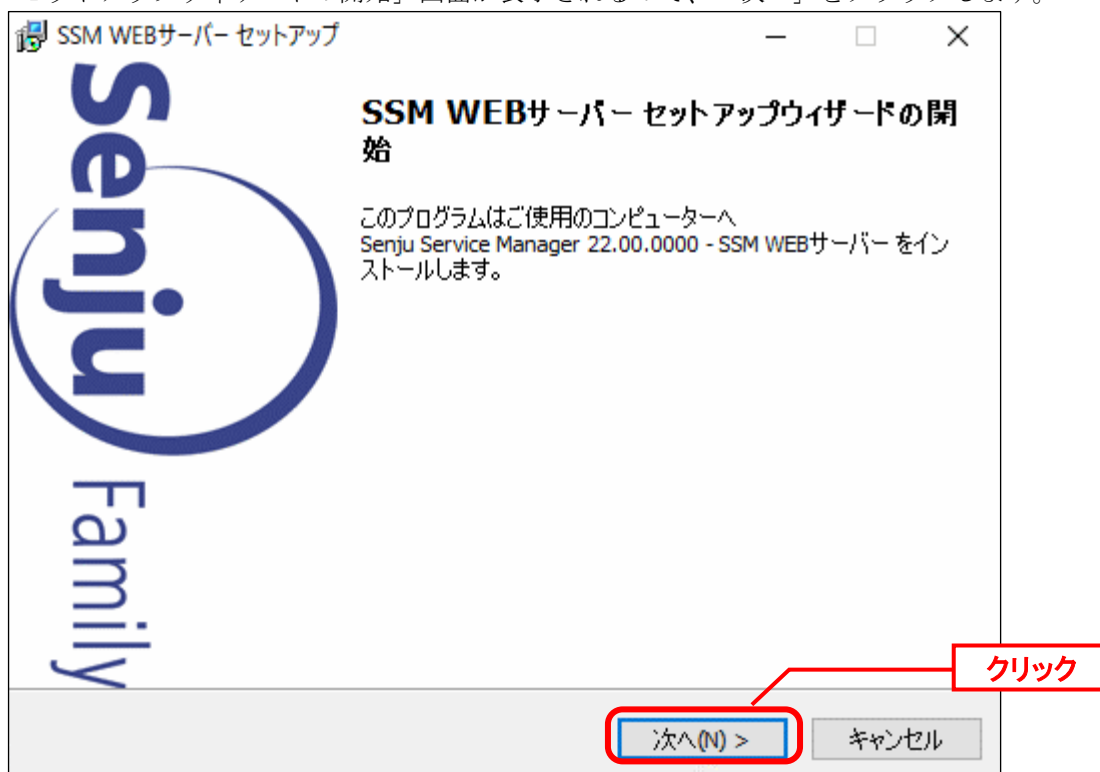 SSM WEBサーバー セットアップ
Senju Family
SSM WEBサーバー セットアップウィザードの開
始
このプログラムはご使用のコンピューターへ
Senju Service Manager 22.00.0000 - SSM WEBサーバー をイン
ストールします。
クリック
次へ(N) >
キャンセル